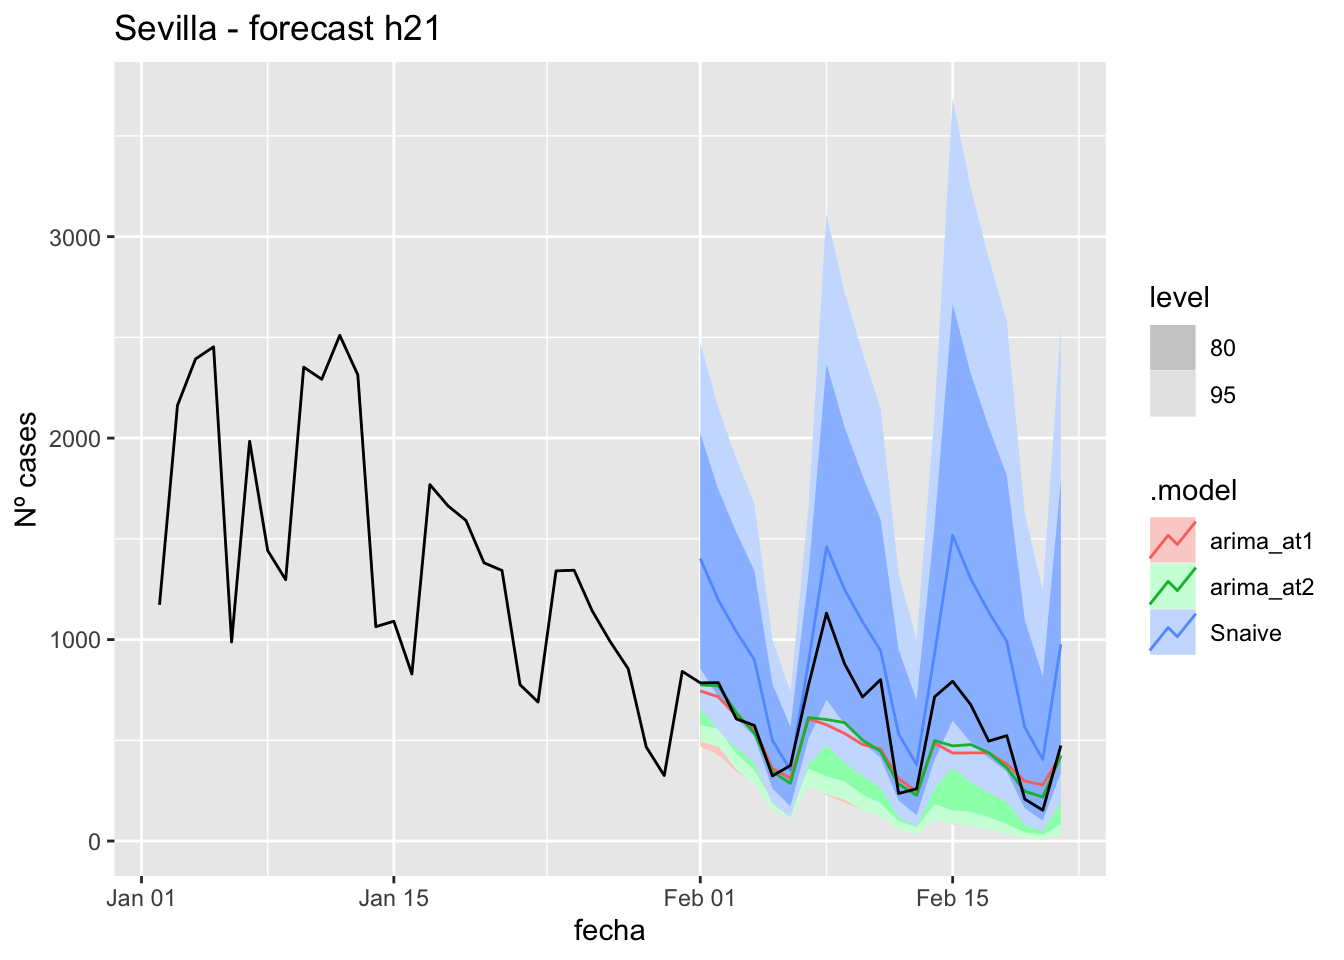 Sevilla - forecast h21
Nº cases
3000
2000
1000
0
Jan 01
Jan 15
Feb 01
Feb 15
fecha
level
80
95
.model
arima_at1
arima_at2
Snaive